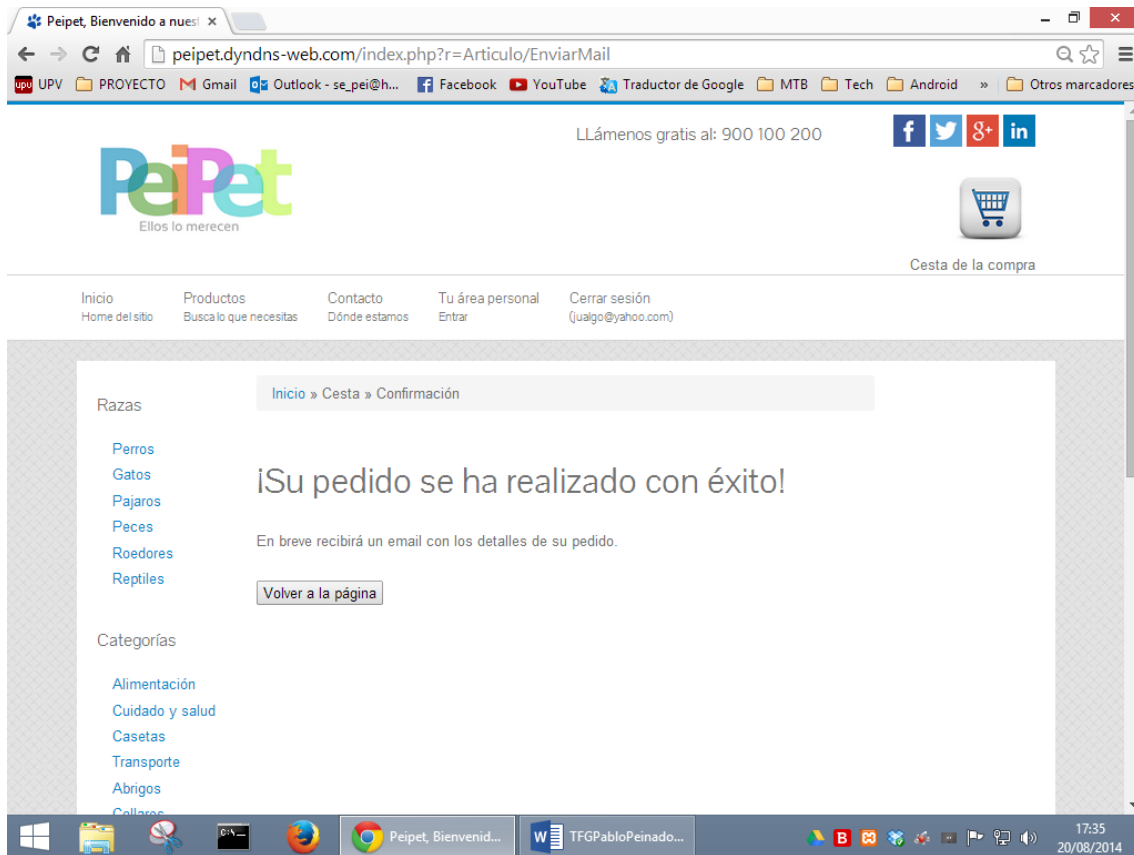 Peipet, Bienvenido a nues
peipet.dyndns-web.com/index.php?r=Articulo/EnviarMail
UPV PROYECTO Gmail Outlook - se_pei@h... Facebook YouTube Traductor de Google MTB Tech Android » Otros marcadores
LLámenos gratis al: 900 100 200
PeiPet
Ellos lo merecen
Cesta de la compra
Inicio Productos Contacto Tu área personal Cerrar sesión
Home del sitio Busca lo que necesitas Dónde estamos Entrar (jualgo@yahoo.com)
Inicio » Cesta » Confirmación
Razas
Perros
Gatos
Pajaros
Peces
Roedores
Reptiles
¡Su pedido se ha realizado con éxito!
En breve recibirá un email con los detalles de su pedido.
Volver a la página
Categorías
Alimentación
Cuidado y salud
Casetas
Transporte
Abrigos
Collares
Peipet, Bienvenid... TFGPabloPeinado... 17:35
20/08/2014